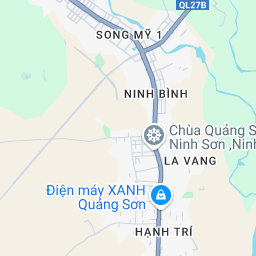 QL27B
SONG MỸ 1
NINH BÌNH
Chùa Quảng S
Ninh Sơn ,Ninh
LA VANG
Điện máy XANH
Quảng Sơn
HẠNH TRÍ